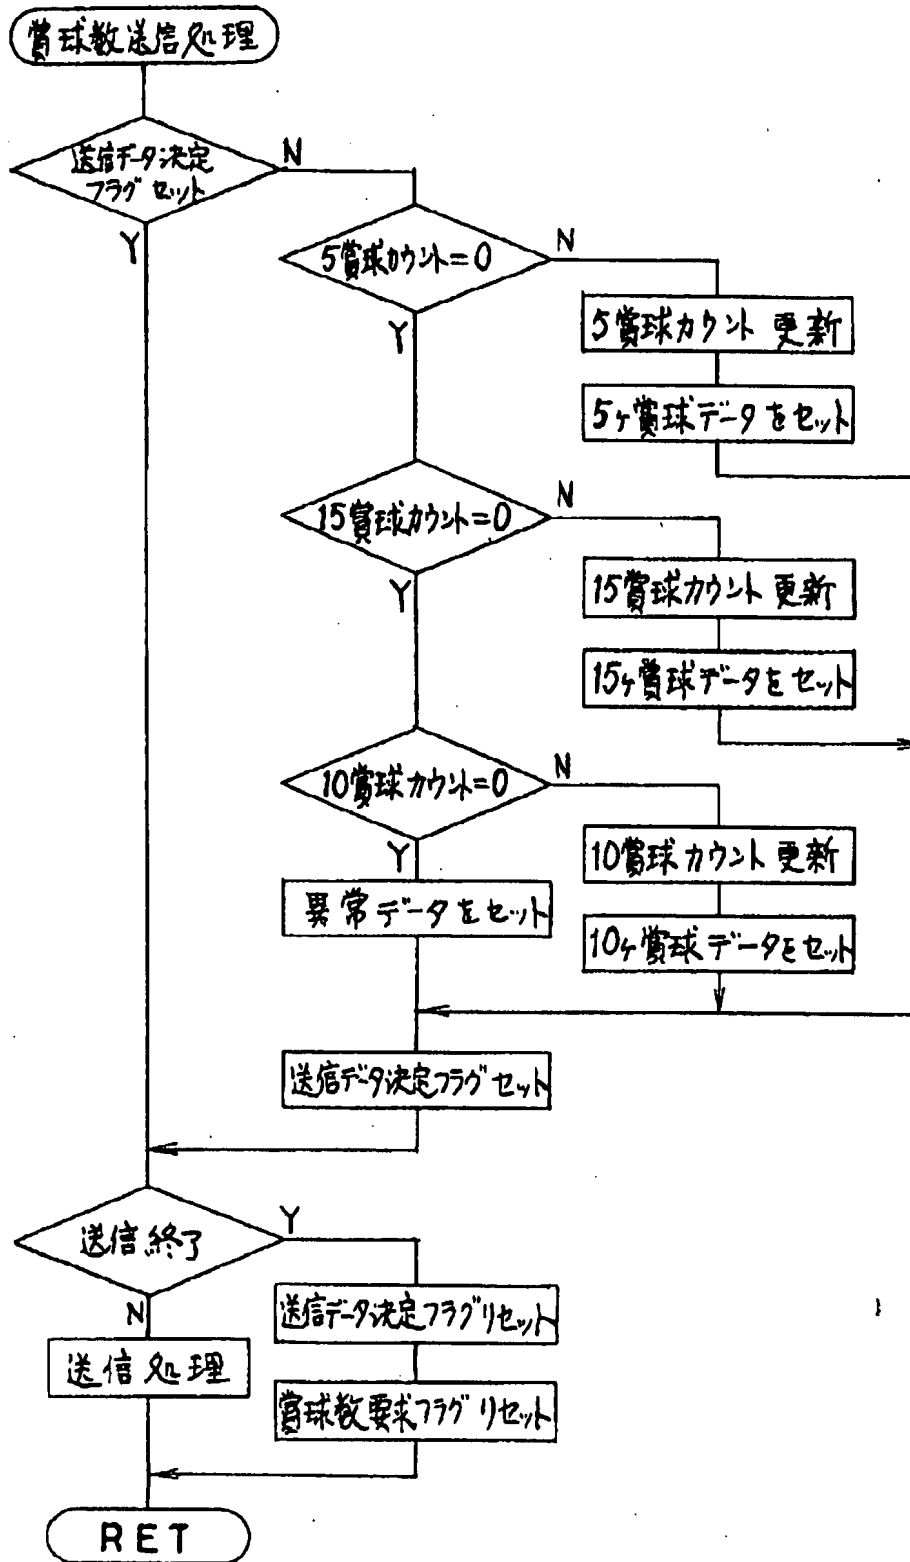 賞球数送信処理
送信データ決定
フラグセット
N
Y
5賞球カウント=0
N
Y
5賞球カウント 更新
5ヶ賞球データをセット
15賞球カウント=0
N
Y
15賞球カウント 更新
15ヶ賞球データをセット
10賞球カウント=0
N
Y
10賞球カウント 更新
10ヶ賞球データをセット
異常データをセット
送信データ決定フラグセット
送信終了
Y
N
送信データ決定フラグリセット
賞球数要求フラグリセット
送信処理
RET